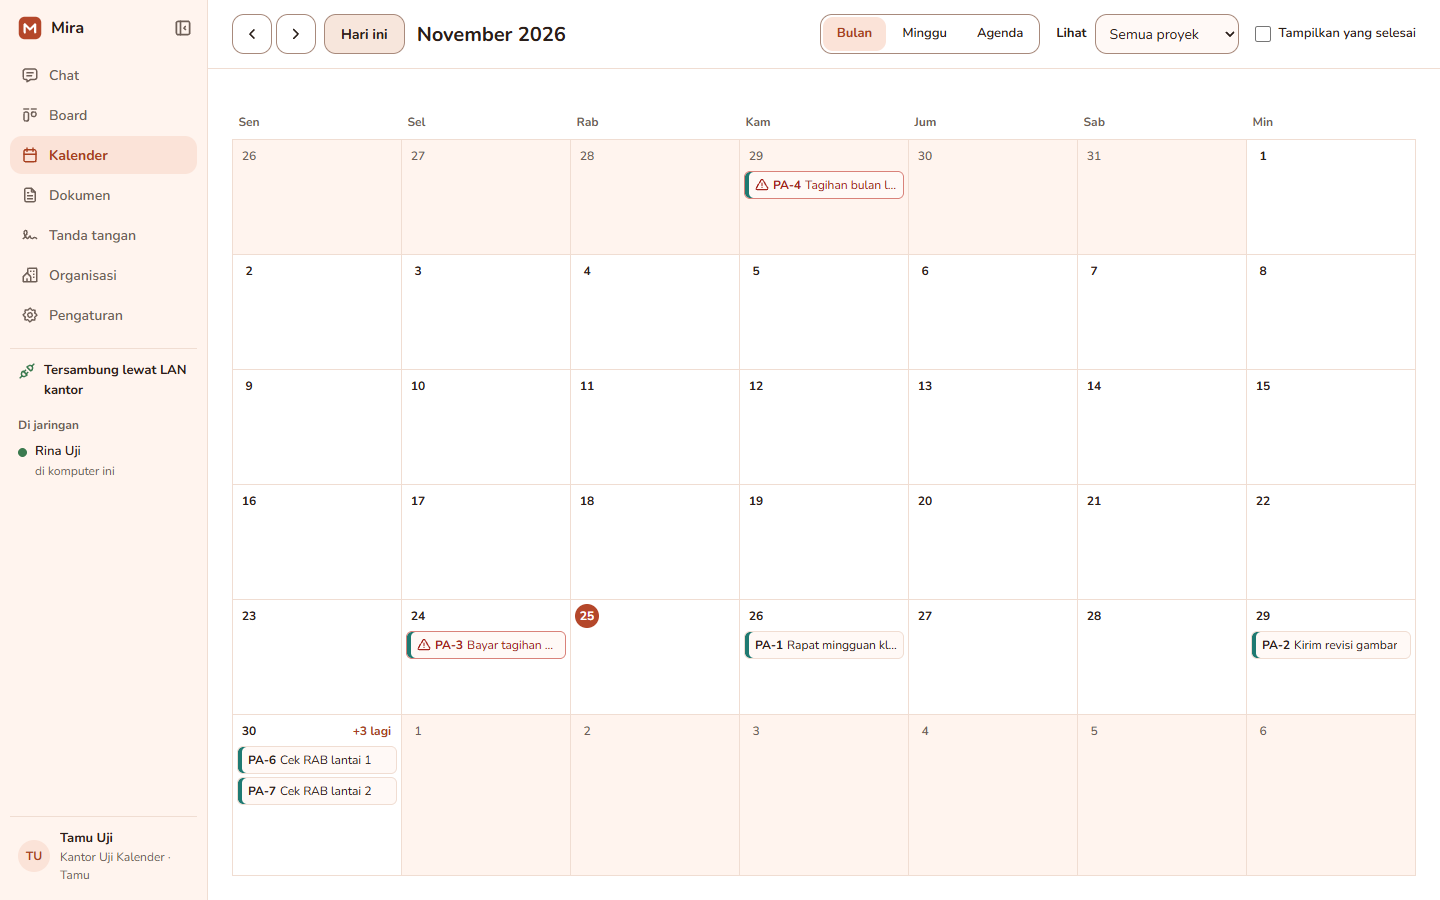 Mira
Chat
Board
Kalender
Dokumen
Tanda tangan
Organisasi
Pengaturan
Tersambung lewat LAN
kantor
Di jaringan
Rina Uji
di komputer ini
TU
Tamu Uji
Kantor Uji Kalender ·
Tamu
Hari ini
November 2026
Bulan Minggu Agenda
Lihat
Semua proyek
Tampilkan yang selesai
Sen Sel Rab Kam Jum Sab Min
26 27 28 29 30 31 1
PA-4 Tagihan bulan l...
2 3 4 5 6 7 8
9 10 11 12 13 14 15
16 17 18 19 20 21 22
23 24 25 26 27 28 29
PA-3 Bayar tagihan ...
PA-1 Rapat mingguan kl...
PA-2 Kirim revisi gambar
30 +3 lagi 1 2 3 4 5 6
PA-6 Cek RAB lantai 1
PA-7 Cek RAB lantai 2